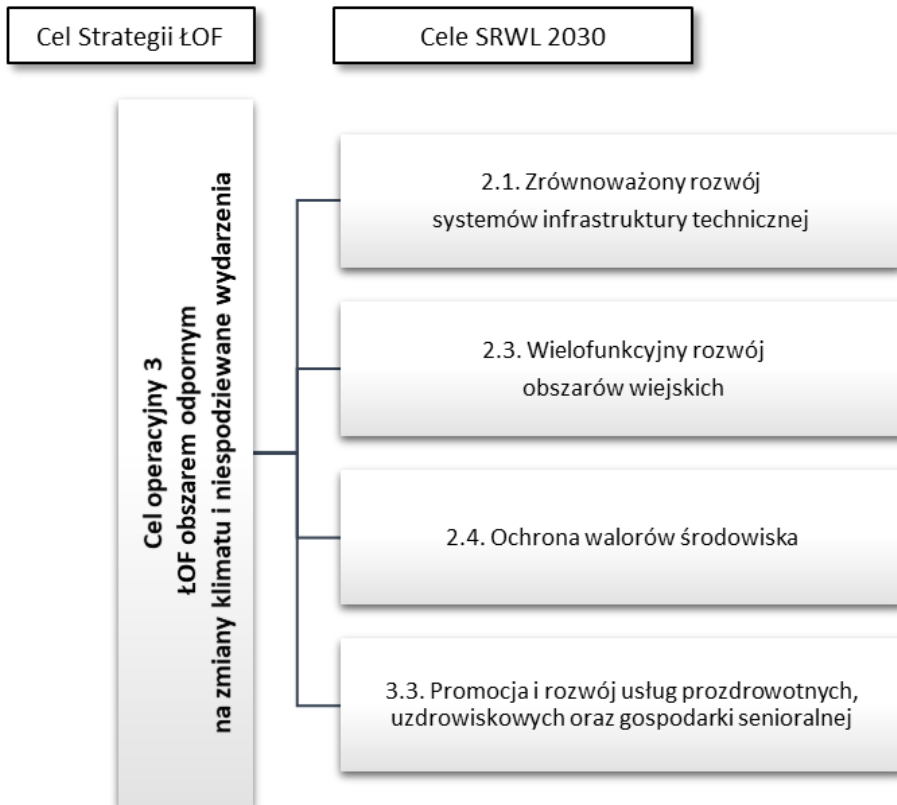 Cel Strategii ŁOF
Cele SRWL 2030
Cel operacyjny 3
ŁOF obszarem odpornym
na zmiany klimatu i niespodziewane wydarzenia
2.1. Zrównoważony rozwój
systemów infrastruktury technicznej
2.3. Wielofunkcyjny rozwój
obszarów wiejskich
2.4. Ochrona walorów środowiska
3.3. Promocja i rozwój usług prozdrowotnych,
uzdrowiskowych oraz gospodarki senioralnej